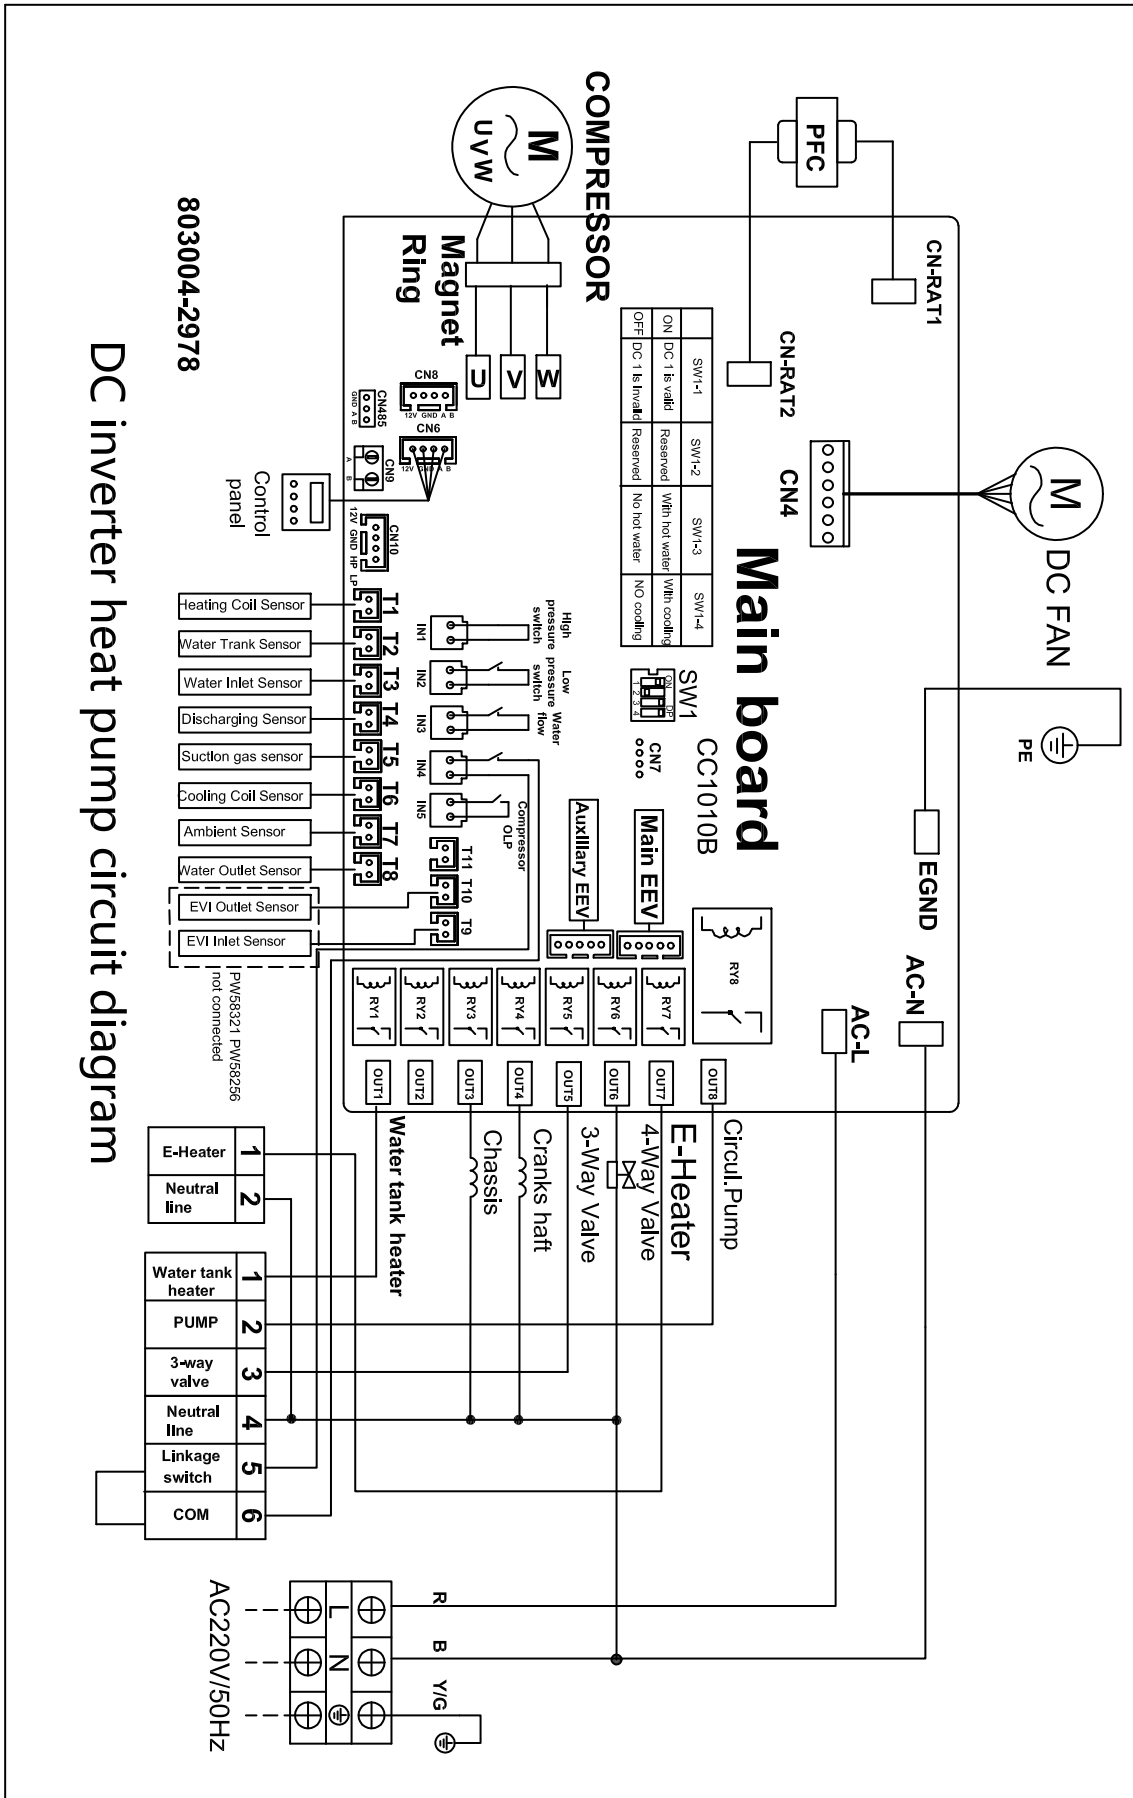 COMPRESSOR
M
UVW
PFC
CN-RAT1
CN-RAT2
M
DC FAN
CN4
Magnet
Ring
U
V
W
SW1-1
SW1-2
SW1-3
SW1-4
ON
DC 1 is valid
Reserved
With hot water
With cooling
OFF
DC 1 is Invalid
Reserved
No hot water
NO cooling
Main board
CC1010B
SW1
ON
DP
1 2 3 4
CN7
PE
EGND
AC-N
AC-L
803004-2978
CN8
12V GND A B
CN6
12V GND A B
CN485
GND A B
CN9
A
B
Control
panel
CN10
12V GND HP LP
T1
T2
T3
T4
T5
T6
T7
T8
T11
T10
T9
Heating Coil Sensor
Water Trank Sensor
Water Inlet Sensor
Discharging Sensor
Suction gas sensor
Cooling Coil Sensor
Ambient Sensor
Water Outlet Sensor
EVI Outlet Sensor
EVI Inlet Sensor
PW58321 PW58256
not connected
High
pressure
switch
IN1
Low
pressure
switch
IN2
Water
flow
IN3
IN4
IN5
Compressor
OLP
Auxillary EEV
Main EEV
RY1
RY2
RY3
RY4
RY5
RY6
RY7
RY8
OUT1
OUT2
OUT3
OUT4
OUT5
OUT6
OUT7
OUT8
Water tank heater
Chassis
Cranks haft
3-Way Valve
4-Way Valve
E-Heater
Circul.Pump
E-Heater
1
Neutral
line
2
Water tank
heater
1
PUMP
2
3-way
valve
3
Neutral
line
4
Linkage
switch
5
COM
6
R
B
Y/G
L
N
AC220V/50Hz
DC inverter heat pump circuit diagram